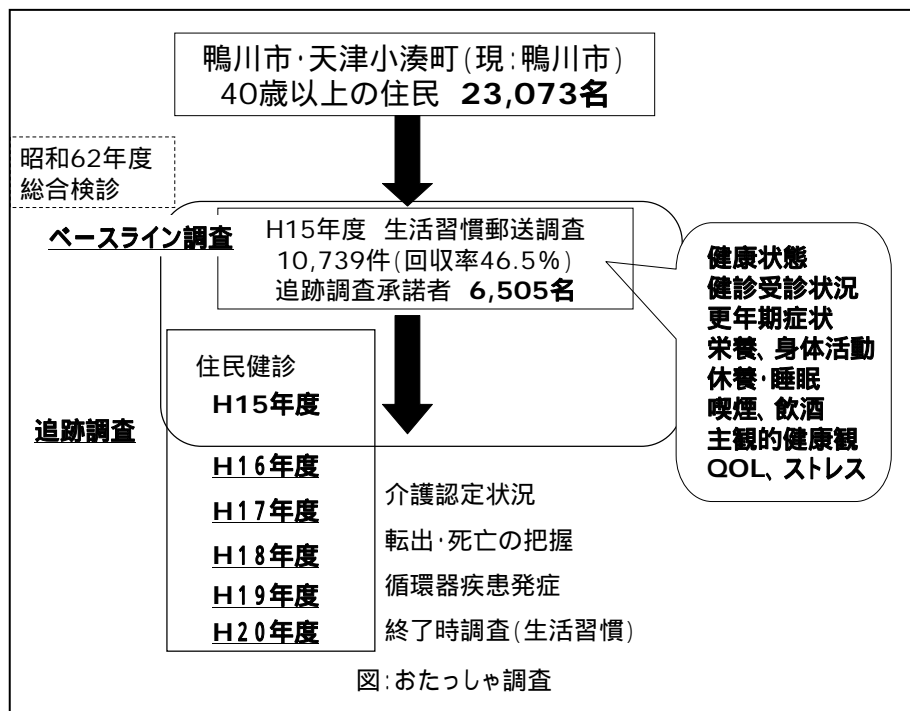 鴨川市・天津小湊町(現:鴨川市)
40歳以上の住民 23,073名
昭和62年度
総合検診
ベースライン調査
H15年度 生活習慣郵送調査
10,739件(回収率46.5%)
追跡調査承諾者 6,505名
健康状態
健診受診状況
更年期症状
栄養、身体活動
休養・睡眠
喫煙、飲酒
主観的健康観
QOL、ストレス
住民健診
H15年度
追跡調査
H16年度
H17年度
H18年度
H19年度
H20年度
介護認定状況
転出・死亡の把握
循環器疾患発症
終了時調査(生活習慣)
図:おたっしゃ調査